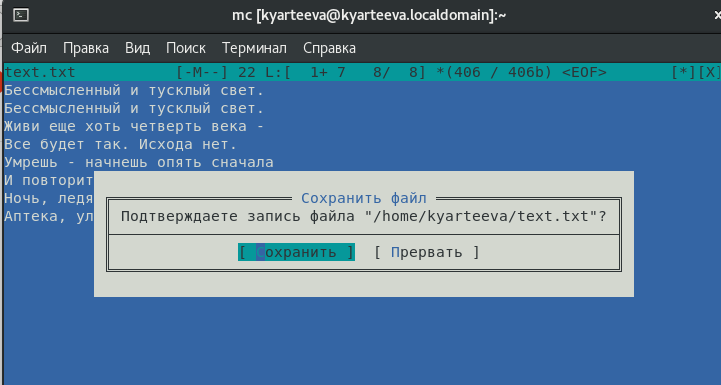 mc [kyarteeva@kyarteeva.localdomain]:~
Файл Правка Вид Поиск Терминал Справка
text.txt [-M--] 22 L:[ 1+ 7 8/ 8] *(406 / 406b) <EOF> [*][X]
Бессмысленный и тусклый свет.
Бессмысленный и тусклый свет.
Живи еще хоть четверть века -
Все будет так. Исхода нет.
Умрешь - начнешь опять сначала
И повторит
Ночь, ледя
Аптека, ул
Сохранить файл
Подтверждаете запись файла "/home/kyarteeva/text.txt"?
[ Сохранить ] [ Прервать ]